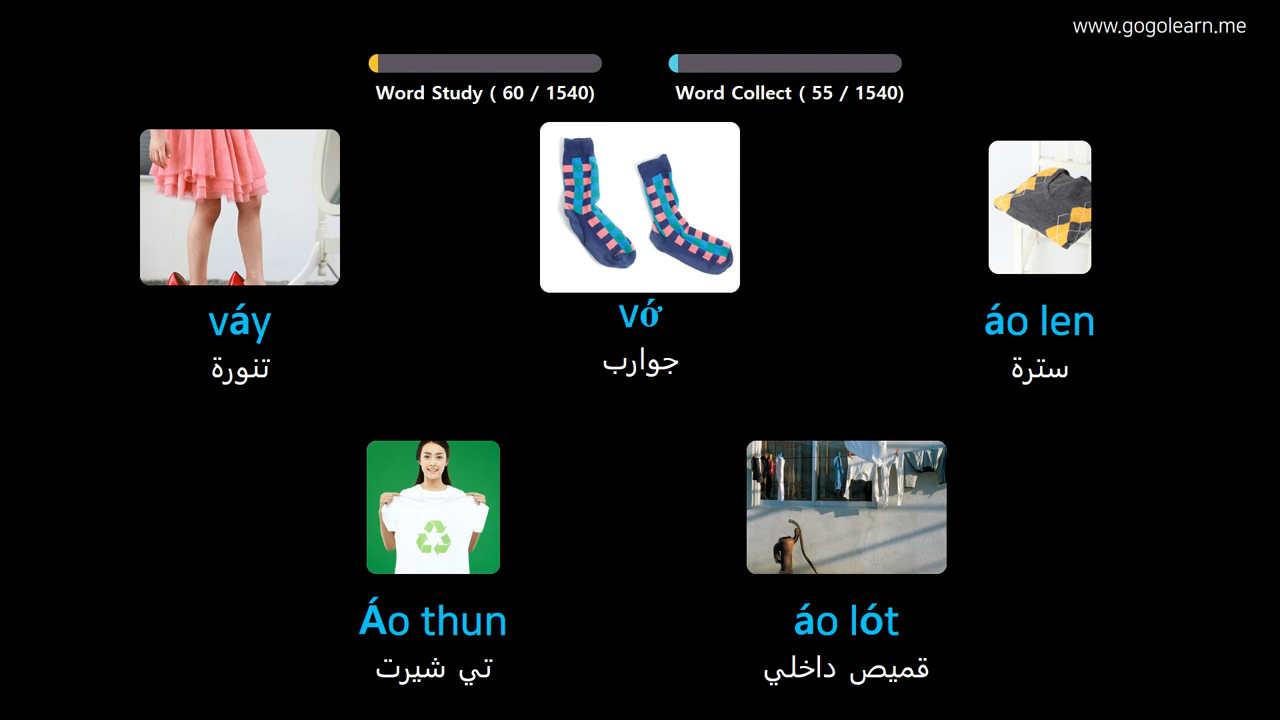 www.gogolearn.me
Word Study ( 60 / 1540)
Word Collect ( 55 / 1540)
váy
تنورة
vớ
جوارب
áo len
سترة
Áo thun
تي شيرت
áo lót
قميص داخلي